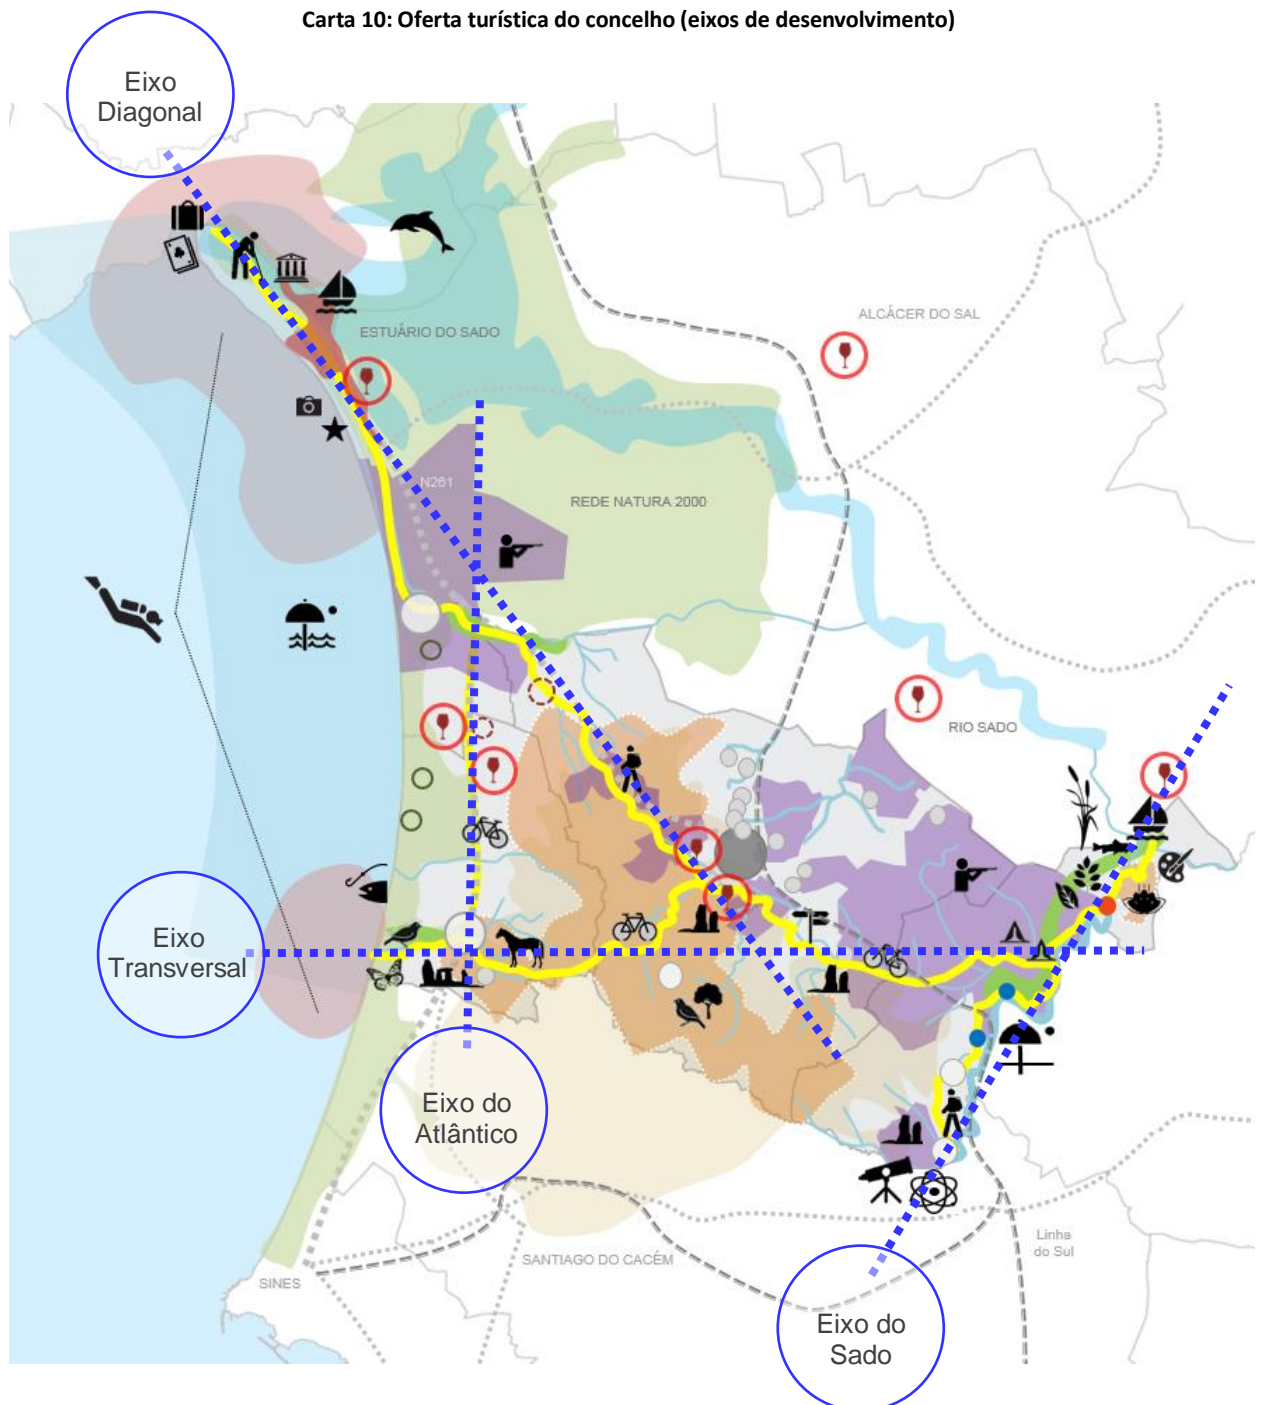 Carta 10: Oferta turística do concelho (eixos de desenvolvimento)
Eixo
Diagonal
ALCÁCER DO SAL
ESTUÁRIO DO SADO
N261
REDE NATURA 2000
RIO SADO
Eixo
Transversal
Eixo do
Atlântico
Linha
do Sul
SANTIAGO DO CACÉM
SINES
Eixo do
Sado